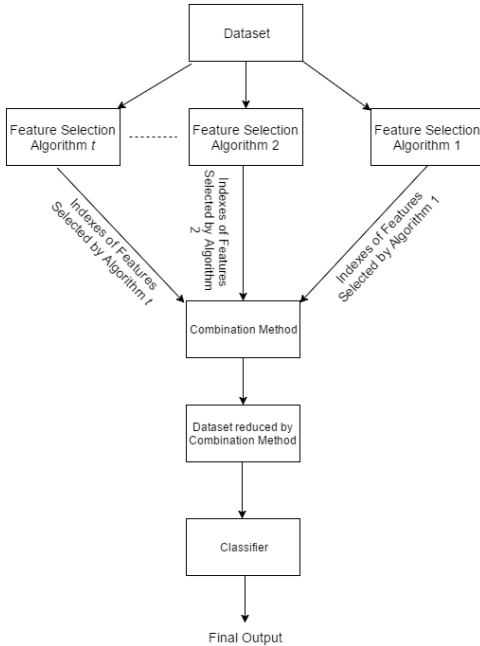 Dataset
Feature Selection
Algorithm t
Feature Selection
Algorithm 2
Feature Selection
Algorithm 1
Indexes of Features
Selected by Algorithm t
Indexes of Features
Selected by Algorithm
2
Indexes of Features
Selected by Algorithm 1
Combination Method
Dataset reduced by
Combination Method
Classifier
Final Output